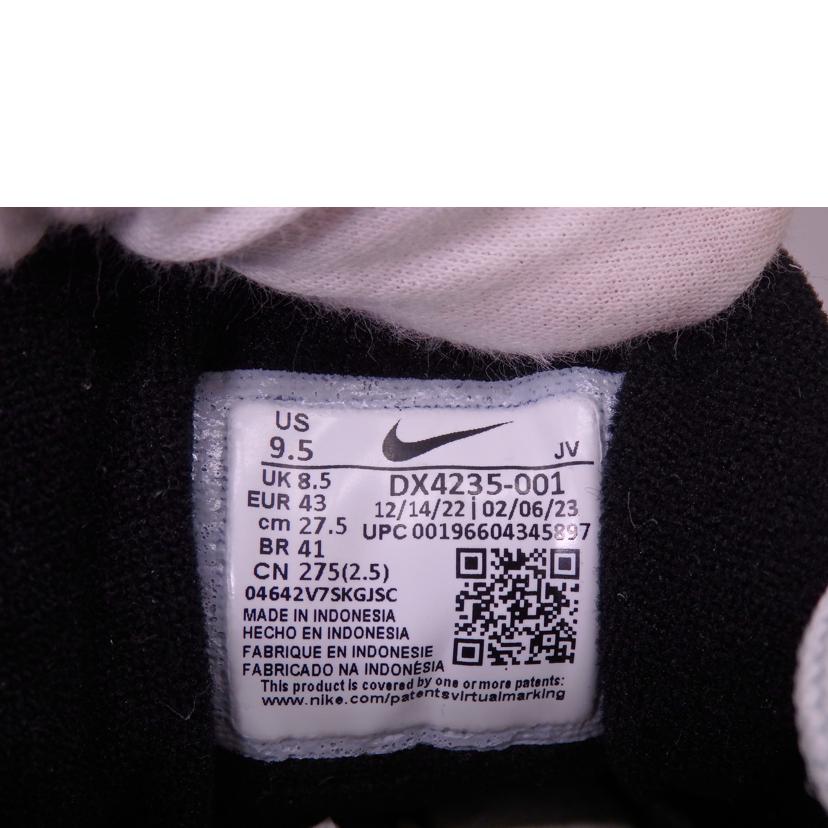 US
9.5
JV
UK 8.5
EUR 43
cm 27.5
BR 41
CN 275(2.5)
DX4235-001
12/14/22 | 02/06/23
UPC 00196604345897
04642V7SKGJSC
MADE IN INDONESIA
HECHO EN INDONESIA
FABRIQUE EN INDONESIE
FABRICADO NA INDONÉSIA
This product is covered by one or more patents:
www.nike.com/patentsvirtualmarking